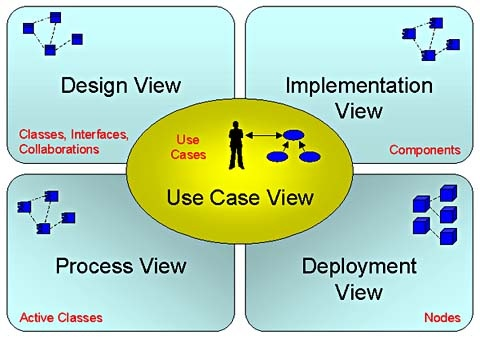 Design View
Classes, Interfaces,
Collaborations
Implementation
View
Components
Use
Cases
Use Case View
Process View
Active Classes
Deployment
View
Nodes